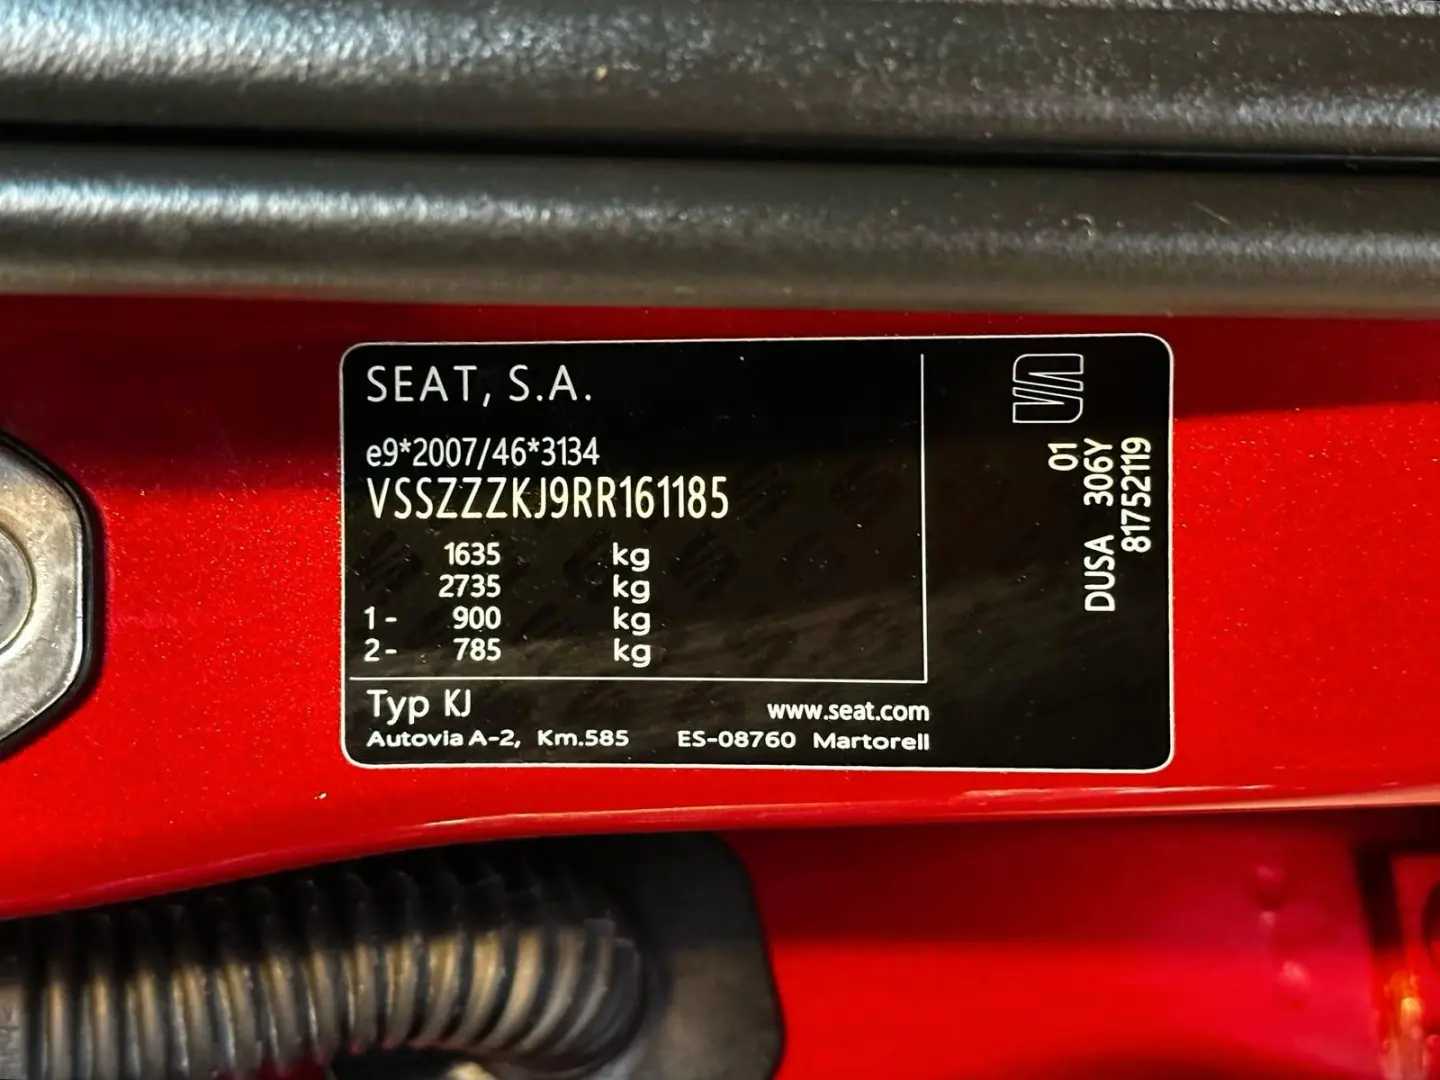 SEAT, S.A.
e9*2007/46*3134
VSSZZZKJ9RR161185
1635 kg
2735 kg
1- 900 kg
2- 785 kg
Typ KJ www.seat.com
Autovia A-2, Km.585 ES-08760 Martorell
01
DUSA 306Y
81752119